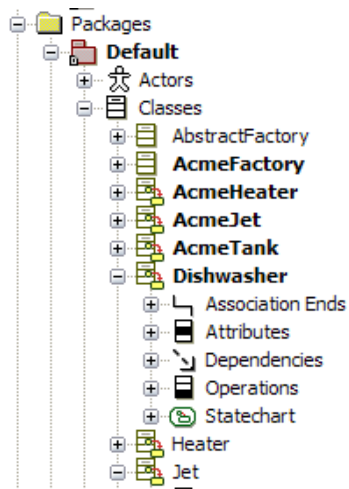 Packages
Default
Actors
Classes
AbstractFactory
AcmeFactory
AcmeHeater
AcmeJet
AcmeTank
Dishwasher
Association Ends
Attributes
Dependencies
Operations
Statechart
Heater
Jet